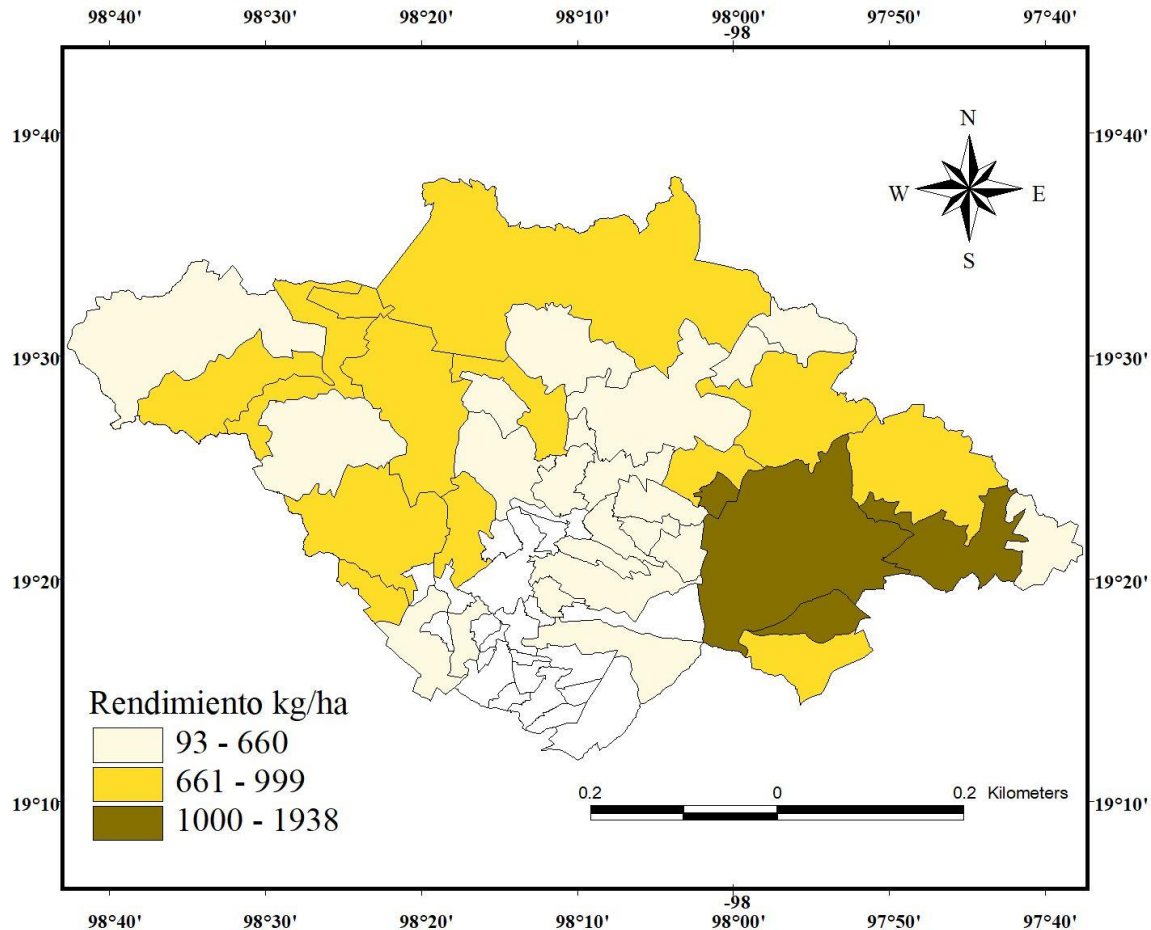 98°40' 98°30' 98°20' 98°10' 98°00' 97°50' 97°40'
-98
19°40' 19°40'
N
W E
S
19°30' 19°30'
19°20' 19°20'
Rendimiento kg/ha
93 - 660
661 - 999
1000 - 1938
0.2 0 0.2 Kilometers
19°10' 19°10'
-98
98°40' 98°30' 98°20' 98°10' 98°00' 97°50' 97°40'